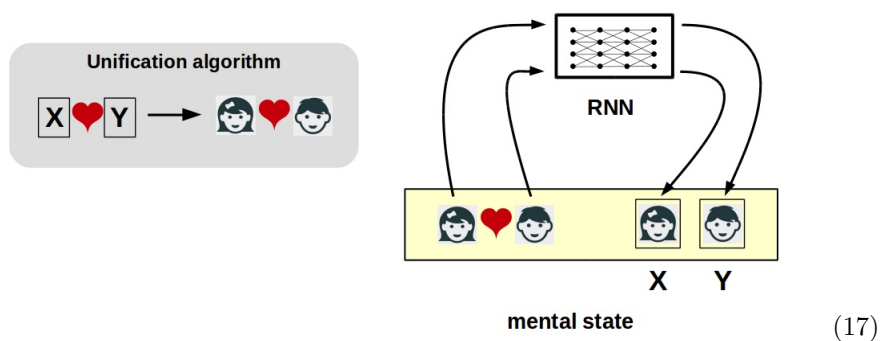 Unification algorithm
X Y
RNN
X Y
mental state
(17)